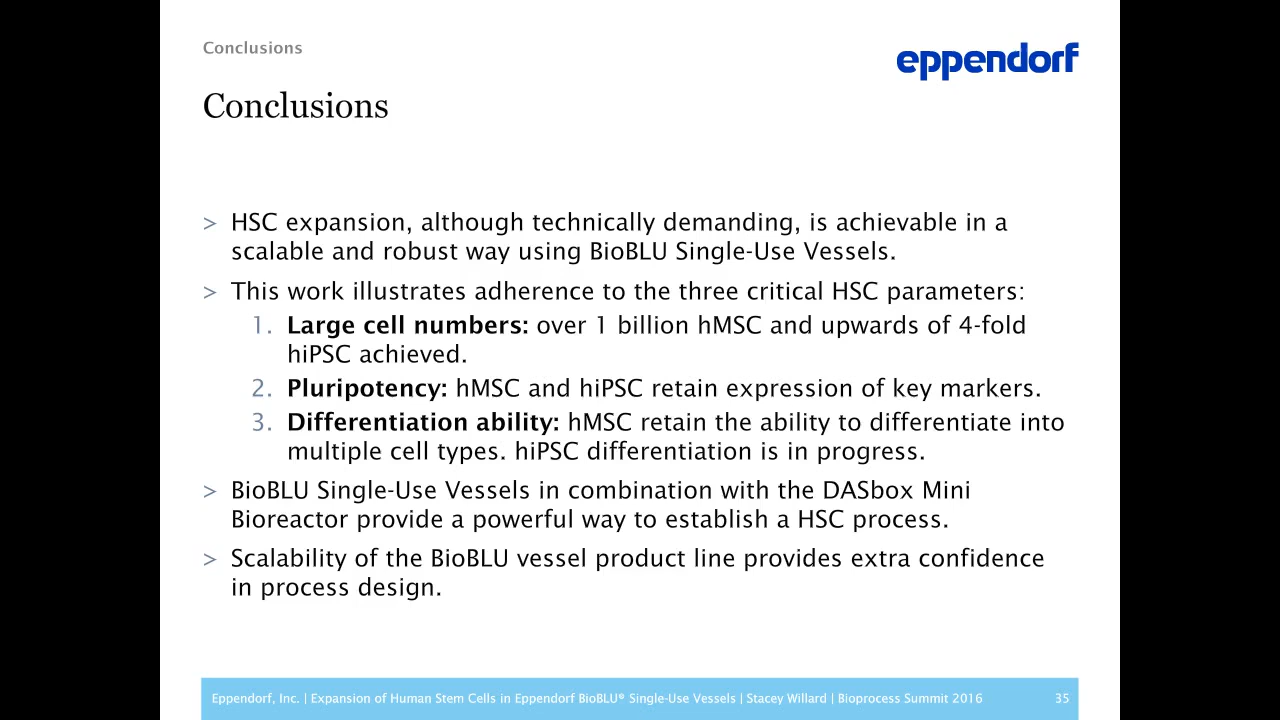 Conclusions
eppendorf
Conclusions
> HSC expansion, although technically demanding, is achievable in a
scalable and robust way using BioBLU Single-Use Vessels.
> This work illustrates adherence to the three critical HSC parameters:
1. Large cell numbers: over 1 billion hMSC and upwards of 4-fold
hiPSC achieved.
2. Pluripotency: hMSC and hiPSC retain expression of key markers.
3. Differentiation ability: hMSC retain the ability to differentiate into
multiple cell types. hiPSC differentiation is in progress.
> BioBLU Single-Use Vessels in combination with the DASbox Mini
Bioreactor provide a powerful way to establish a HSC process.
> Scalability of the BioBLU vessel product line provides extra confidence
in process design.
Eppendorf, Inc. | Expansion of Human Stem Cells in Eppendorf BioBLU® Single-Use Vessels | Stacey Willard | Bioprocess Summit 2016 35